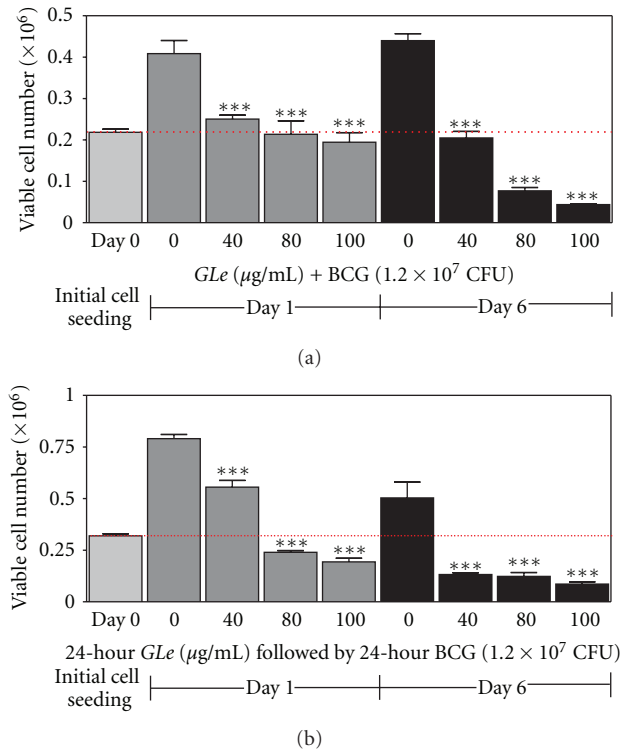 0.5
0.4
0.3
0.2
0.1
0
Viable cell number (×10⁶)
*** *** *** *** *** ***
Day 0 0 40 80 100 0 40 80 100
GLe (μg/mL) + BCG (1.2 × 10⁷ CFU)
Initial cell seeding
Day 1 Day 6
(a)
1
0.75
0.5
0.25
0
Viable cell number (×10⁶)
*** *** *** *** *** ***
Day 0 0 40 80 100 0 40 80 100
24-hour GLe (μg/mL) followed by 24-hour BCG (1.2 × 10⁷ CFU)
Initial cell seeding
Day 1 Day 6
(b)